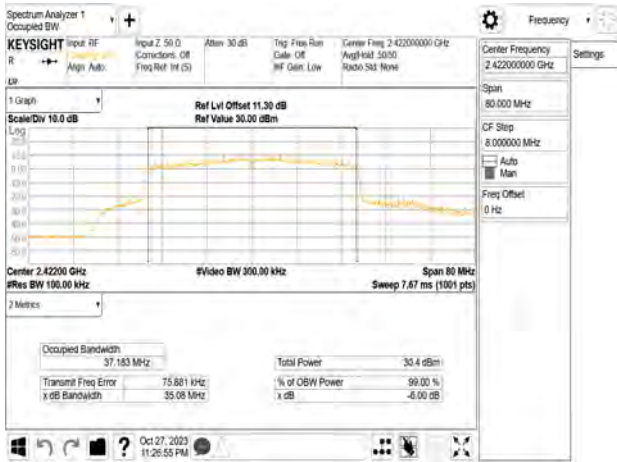 Spectrum Analyzer 1
Occupied BW
Frequency
KEYSIGHT
Input: RF
Input Z: 50 Ω
Atten: 30 dB
Trig: Free Run
Center Freq: 2.422000000 GHz
R
Corrections: Off
Gate: Off
Avg|Hold: 50/50
Align: Auto
Freq Ref: Int (S)
#IF Gain: Low
Radio Std: None
1 Graph
Ref Lvl Offset 11.30 dB
Scale/Div 10.0 dB
Ref Value 30.00 dBm
Log
Center 2.42200 GHz
#Video BW 300.00 kHz
Span 80 MHz
#Res BW 100.00 kHz
Sweep 7.67 ms (1001 pts)
2 Metrics
Occupied Bandwidth
37.183 MHz
Total Power
30.4 dBm
Transmit Freq Error
75.881 kHz
% of OBW Power
99.00 %
x dB Bandwidth
35.08 MHz
x dB
-6.00 dB
Center Frequency
2.422000000 GHz
Settings
Span
80.000 MHz
CF Step
8.000000 MHz
Auto
Man
Freq Offset
0 Hz
Oct 27, 2023
11:26:55 PM